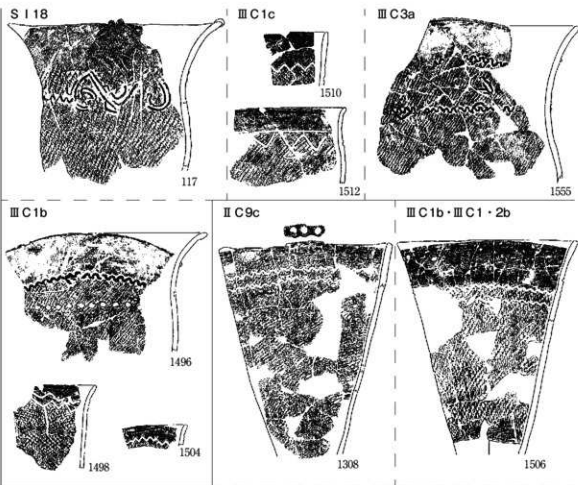 S I 18
117
Ⅲ C1c
1510
1512
Ⅲ C3a
1555
Ⅲ C1b
1496
1498
1504
Ⅱ C9c
1308
Ⅲ C1b・Ⅲ C1・2b
1506